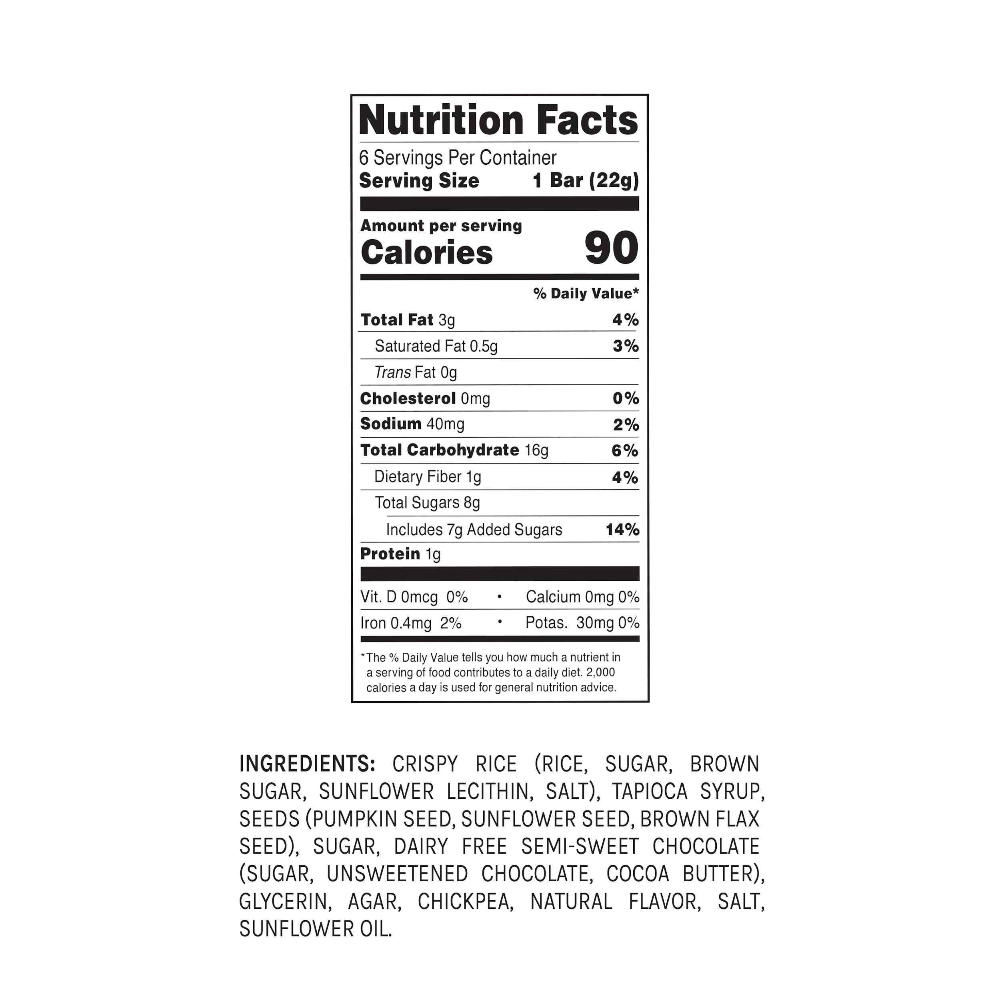 Nutrition Facts
6 Servings Per Container
Serving Size 1 Bar (22g)
Amount per serving
Calories 90
% Daily Value*
Total Fat 3g 4%
Saturated Fat 0.5g 3%
Trans Fat 0g
Cholesterol 0mg 0%
Sodium 40mg 2%
Total Carbohydrate 16g 6%
Dietary Fiber 1g 4%
Total Sugars 8g
Includes 7g Added Sugars 14%
Protein 1g
Vit. D 0mcg 0% • Calcium 0mg 0%
Iron 0.4mg 2% • Potas. 30mg 0%
*The % Daily Value tells you how much a nutrient in
a serving of food contributes to a daily diet. 2,000
calories a day is used for general nutrition advice.
INGREDIENTS: CRISPY RICE (RICE, SUGAR, BROWN
SUGAR, SUNFLOWER LECITHIN, SALT), TAPIOCA SYRUP,
SEEDS (PUMPKIN SEED, SUNFLOWER SEED, BROWN FLAX
SEED), SUGAR, DAIRY FREE SEMI-SWEET CHOCOLATE
(SUGAR, UNSWEETENED CHOCOLATE, COCOA BUTTER),
GLYCERIN, AGAR, CHICKPEA, NATURAL FLAVOR, SALT,
SUNFLOWER OIL.